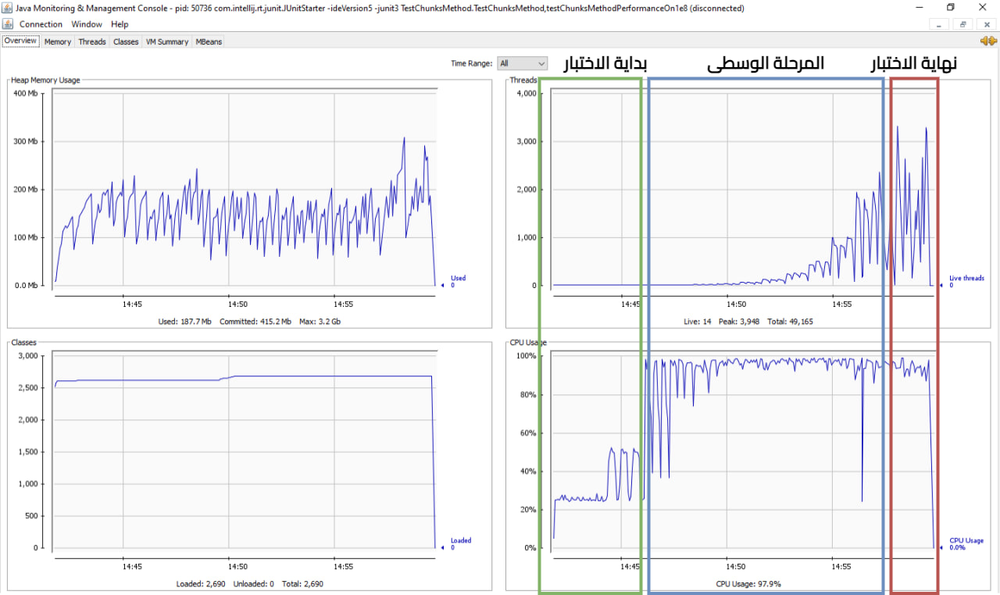 Java Monitoring & Management Console - pid: 50736 com.intellij.rt.junit.JUnitStarter -ideVersion5 -junit3 TestChunksMethod.TestChunksMethod,testChunksMethodPerformanceOn1e8 (disconnected)
Connection Window Help
Overview Memory Threads Classes VM Summary MBeans
Time Range: All
بداية الاختبار
المرحلة الوسطى
نهاية الاختبار
Heap Memory Usage
400 Mb
300 Mb
200 Mb
100 Mb
0.0 Mb
Used
0
14:45 14:50 14:55
Used: 187.7 Mb Committed: 415.2 Mb Max: 3.2 Gb
Threads
4,000
3,000
2,000
1,000
0
Live threads
0
14:45 14:50 14:55
Live: 14 Peak: 3,948 Total: 49,165
Classes
3,000
2,500
2,000
1,500
1,000
500
0
Loaded
0
14:45 14:50 14:55
Loaded: 2,690 Unloaded: 0 Total: 2,690
CPU Usage
100%
80%
60%
40%
20%
0%
CPU Usage
0.0%
14:45 14:50 14:55
CPU Usage: 97.9%